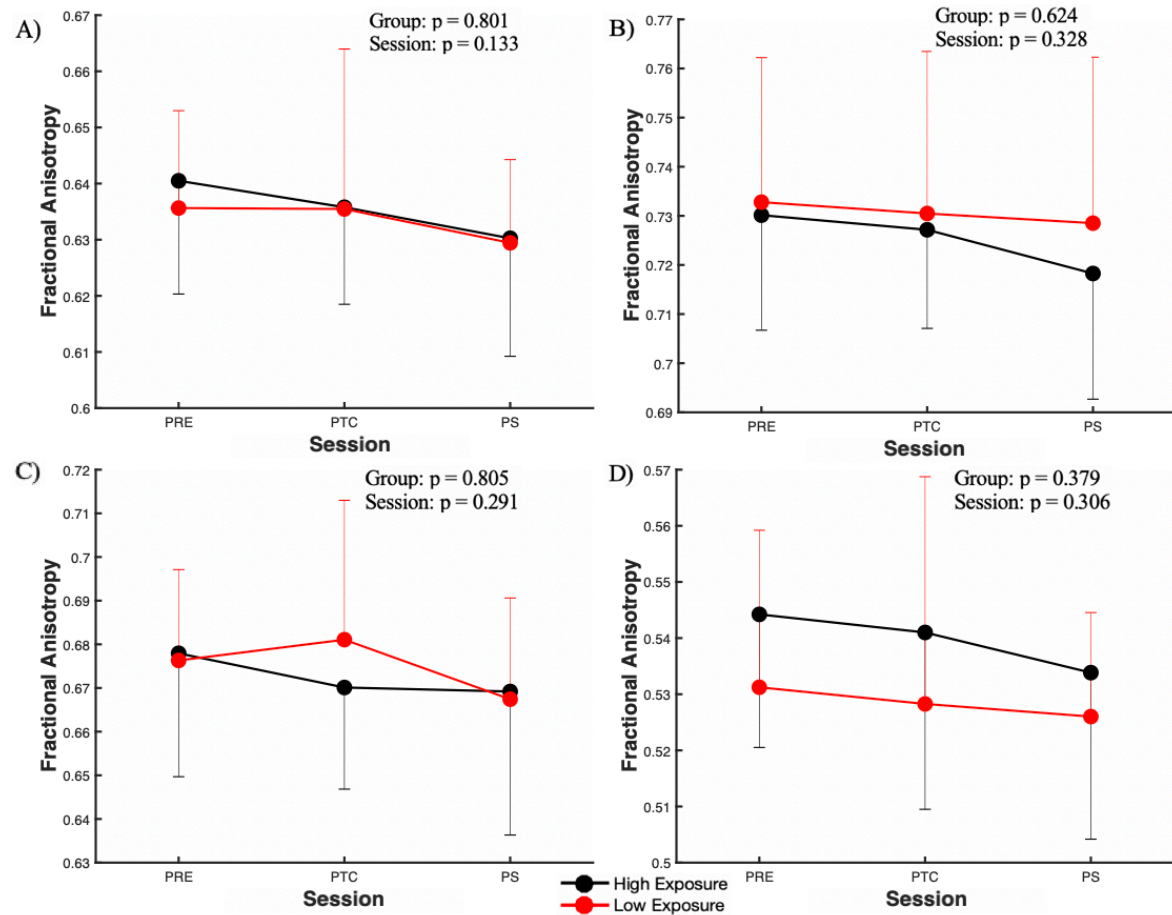 A)
Group: p = 0.801
Session: p = 0.133
Fractional Anisotropy
0.67
0.66
0.65
0.64
0.63
0.62
0.61
0.6
PRE
PTC
PS
Session
B)
Group: p = 0.624
Session: p = 0.328
Fractional Anisotropy
0.77
0.76
0.75
0.74
0.73
0.72
0.71
0.7
0.69
PRE
PTC
PS
Session
C)
Group: p = 0.805
Session: p = 0.291
Fractional Anisotropy
0.72
0.71
0.7
0.69
0.68
0.67
0.66
0.65
0.64
0.63
PRE
PTC
PS
Session
D)
Group: p = 0.379
Session: p = 0.306
Fractional Anisotropy
0.57
0.56
0.55
0.54
0.53
0.52
0.51
0.5
PRE
PTC
PS
Session
High Exposure
Low Exposure